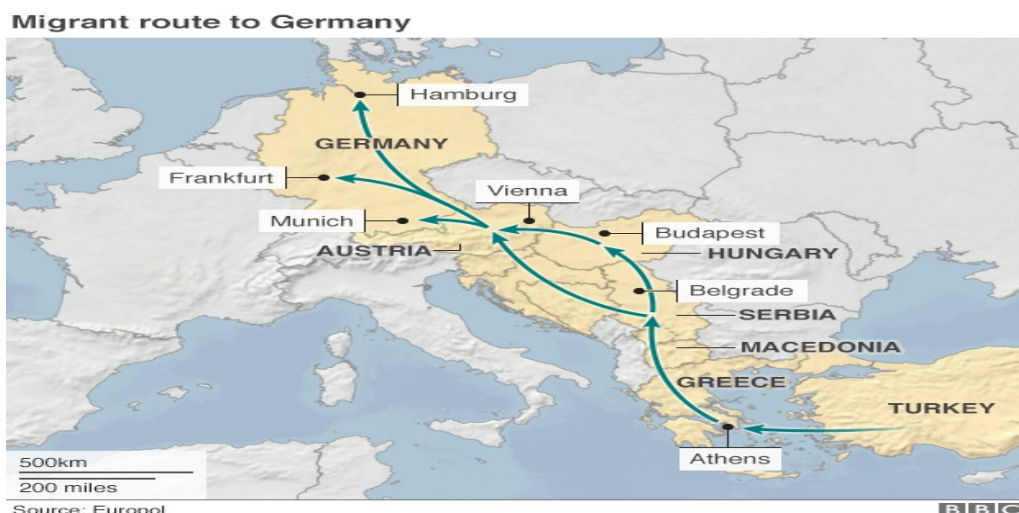 Migrant route to Germany
Hamburg
GERMANY
Frankfurt
Vienna
Munich
Budapest
AUSTRIA
HUNGARY
Belgrade
SERBIA
MACEDONIA
GREECE
TURKEY
Athens
500km
200 miles
Source: Europol
BBC